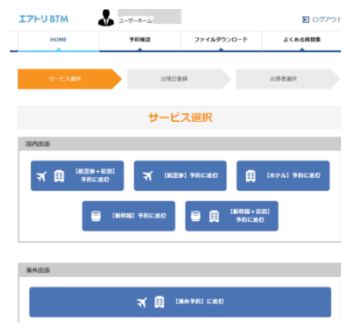 エアトリ BTM
ユーザーネーム:
ログアウト
HOME
予約確認
ファイルダウンロード
よくある質問集
サービス選択
出張日登録
出張者選択
サービス選択
国内出張
【航空券+宿泊】
予約に進む
【航空券】予約に進む
【ホテル】予約に進む
【新幹線】予約に進む
【新幹線+宿泊】
予約に進む
海外出張
【海外予約】に進む